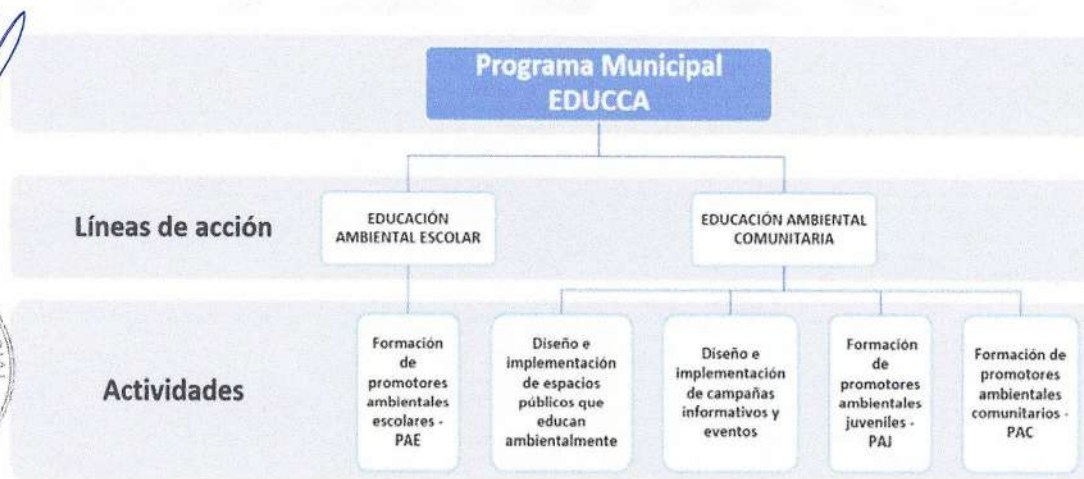 Programa Municipal
EDUCCA
Líneas de acción
EDUCACIÓN
AMBIENTAL ESCOLAR
EDUCACIÓN AMBIENTAL
COMUNITARIA
Actividades
Formación
de
promotores
ambientales
escolares -
PAE
Diseño e
implementación
de espacios
públicos que
educan
ambientalmente
Diseño e
implementación
de campañas
informativos y
eventos
Formación
de
promotores
ambientales
juveniles -
PAJ
Formación de
promotores
ambientales
comunitarios -
PAC